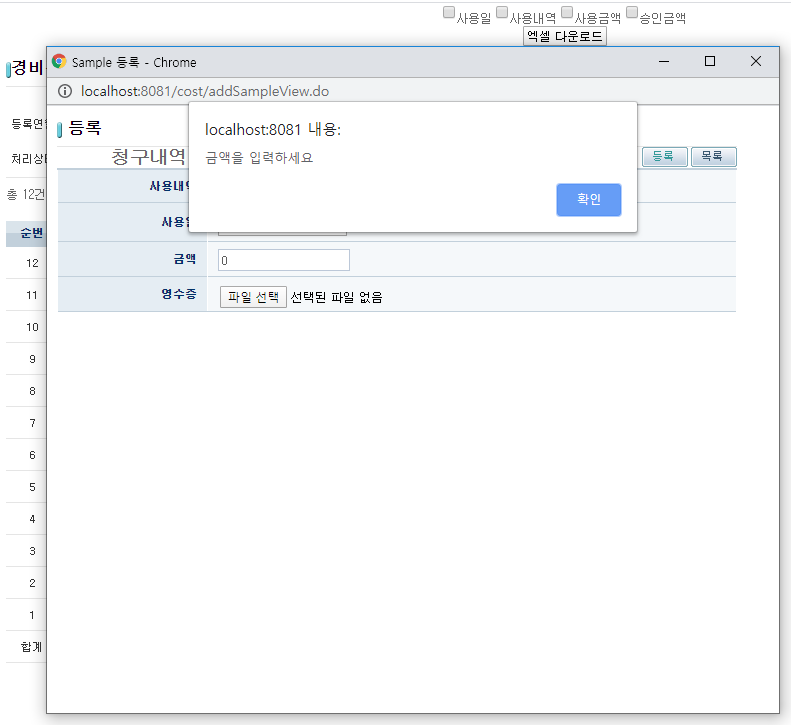 사용일 사용내역 사용금액 승인금액
엑셀 다운로드
경비
Sample 등록 - Chrome
localhost:8081/cost/addSampleView.do
localhost:8081 내용:
금액을 입력하세요
확인
등록
청구내역
등록 목록
사용내역
사용일
금액 0
영수증 파일 선택 선택된 파일 없음
처리상태
총 12건
순번
12
11
10
9
8
7
6
5
4
3
2
1
합계